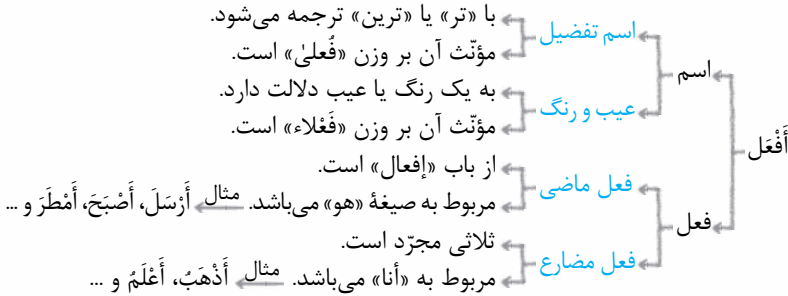 أَفْعَل
اسم
اسم تفضیل
با «تر» یا «ترین» ترجمه می‌شود.
مؤنّث آن بر وزن «فُعلیٰ» است.
عیب و رنگ
به یک رنگ یا عیب دلالت دارد.
مؤنّث آن بر وزن «فَعْلاء» است.
فعل
فعل ماضی
از باب «إفعال» است.
مربوط به صیغهٔ «هو» می‌باشد. مثال أَرْسَلَ، أَصْبَحَ، أَمْطَرَ و ...
فعل مضارع
ثلاثی مجرّد است.
مربوط به «أنا» می‌باشد. مثال أَذْهَبُ، أَعْلَمُ و ...